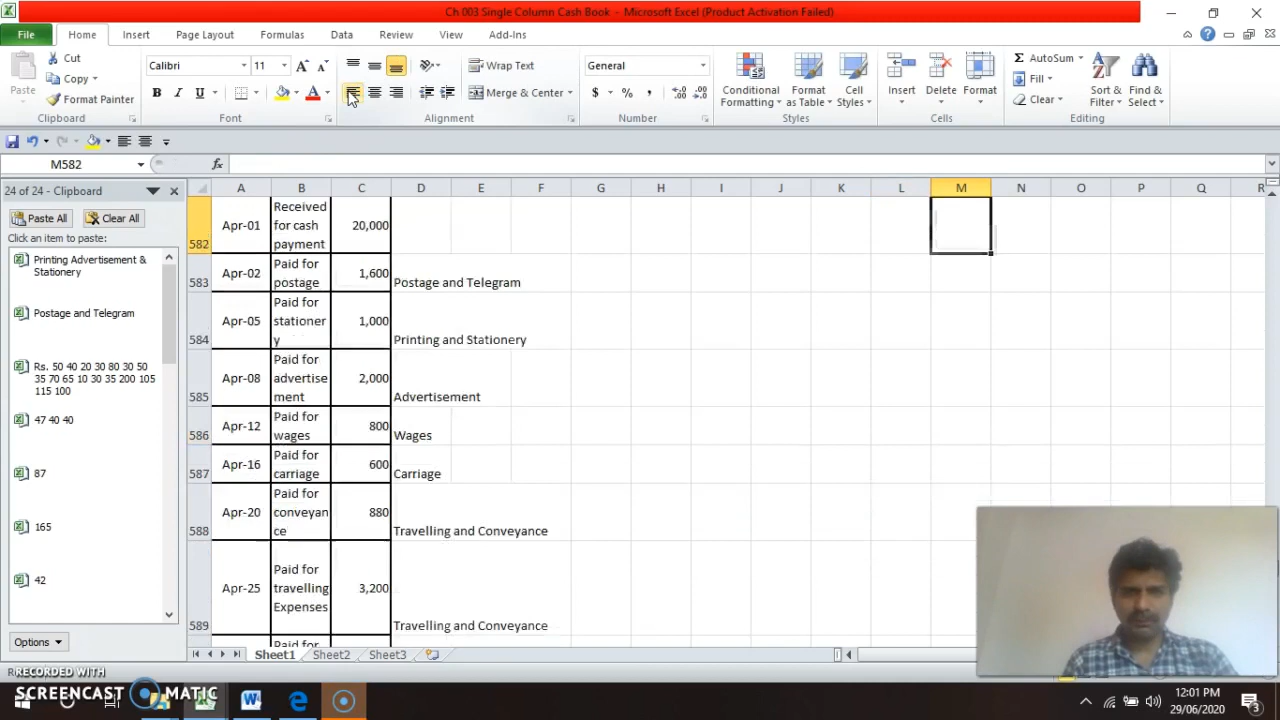 Ch 003 Single Column Cash Book - Microsoft Excel (Product Activation Failed)
File Home Insert Page Layout Formulas Data Review View Add-Ins
Paste
Cut
Copy
Format Painter
Clipboard
Calibri 11
B I U A
Font
Wrap Text
Merge & Center
Alignment
General
$ % ,
Number
Conditional Formatting
Format as Table
Cell Styles
Styles
Insert Delete Format
Cells
Σ AutoSum
Fill
Clear
Sort & Filter
Find & Select
Editing
M582 fx
24 of 24 - Clipboard
Paste All Clear All
Click an item to paste:
Printing Advertisement &
Stationery
Postage and Telegram
Rs. 50 40 20 30 80 30 50
35 70 65 10 30 35 200 105
115 100
47 40 40
87
165
42
Options
A B C D E F G H I J K L M N O P Q R
582 Apr-01 Received for cash payment 20,000
583 Apr-02 Paid for postage 1,600 Postage and Telegram
584 Apr-05 Paid for stationer y 1,000 Printing and Stationery
585 Apr-08 Paid for advertise ment 2,000 Advertisement
586 Apr-12 Paid for wages 800 Wages
587 Apr-16 Paid for carriage 600 Carriage
588 Apr-20 Paid for conveyan ce 880 Travelling and Conveyance
589 Apr-25 Paid for travelling Expenses 3,200 Travelling and Conveyance
Paid for
Sheet1 Sheet2 Sheet3
RECORDED WITH
SCREENCAST MATIC
12:01 PM
29/06/2020
3